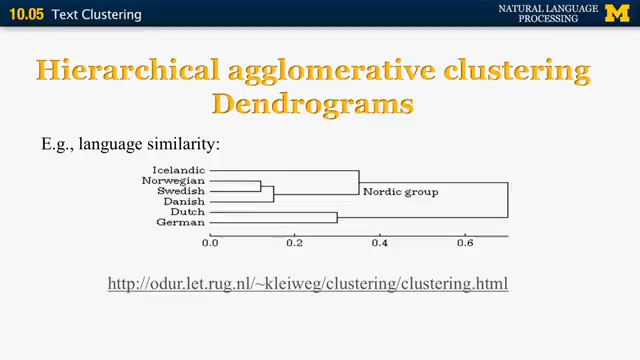 10.05 Text Clustering
NATURAL LANGUAGE
PROCESSING
M
Hierarchical agglomerative clustering
Dendrograms
E.g., language similarity:
Icelandic
Norwegian
Swedish
Danish
Dutch
German
Nordic group
0.0 0.2 0.4 0.6
http://odur.let.rug.nl/~kleiweg/clustering/clustering.html